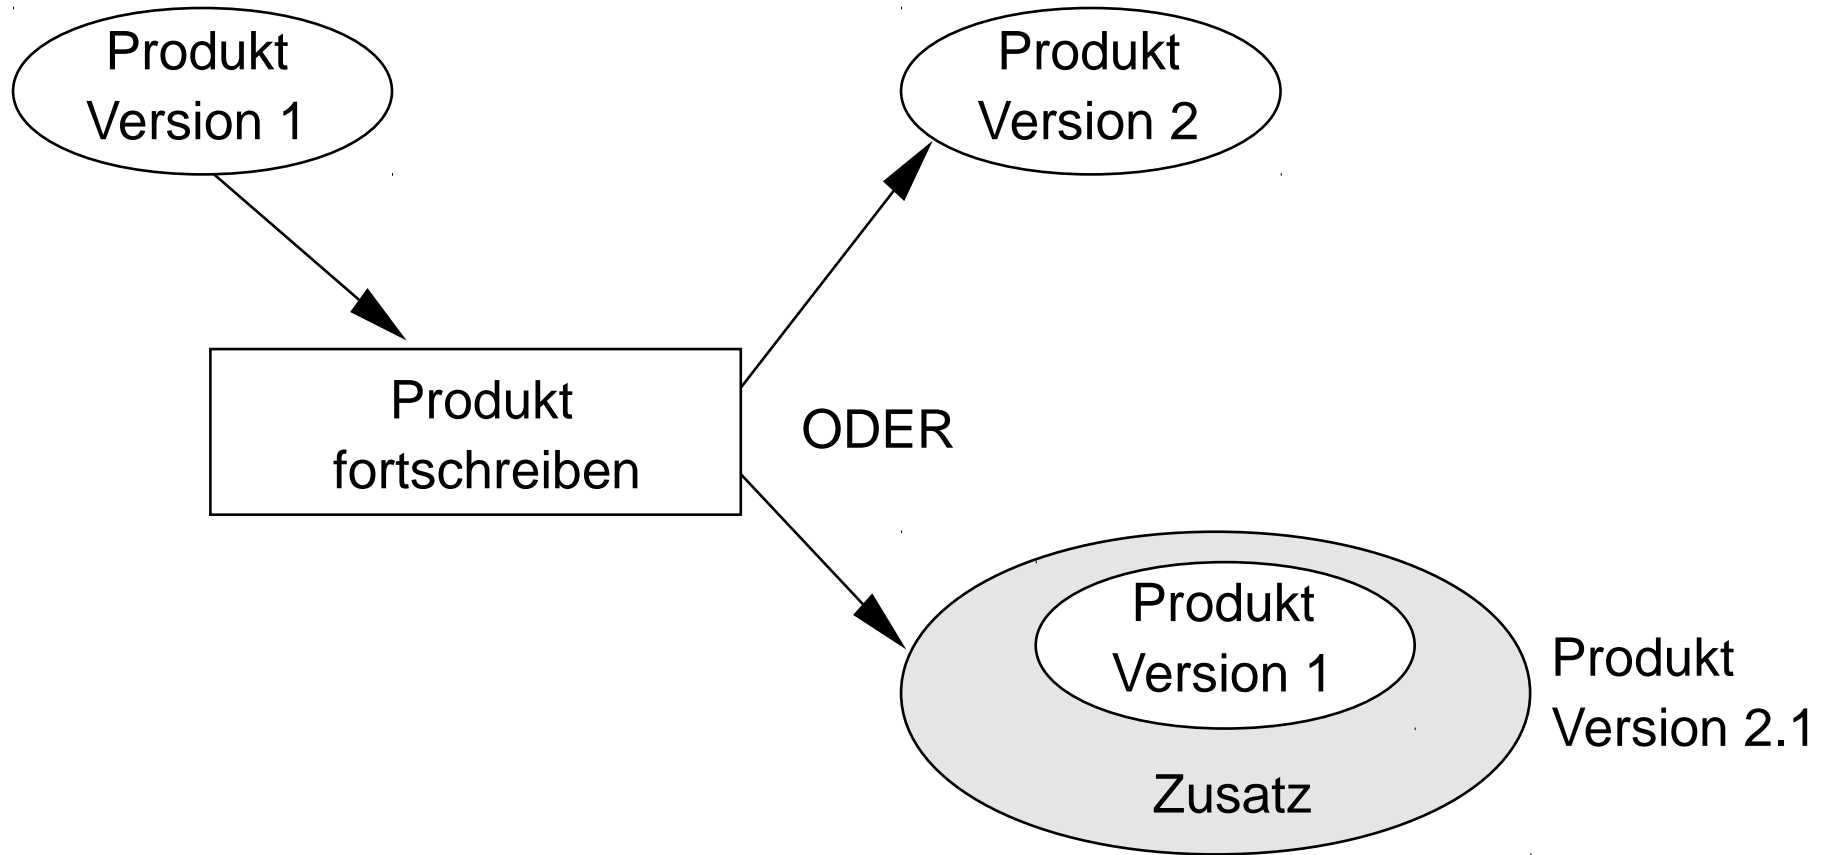 Produkt
Version 1
Produkt
Version 2
Produkt
fortschreiben
ODER
Produkt
Version 1
Zusatz
Produkt
Version 2.1